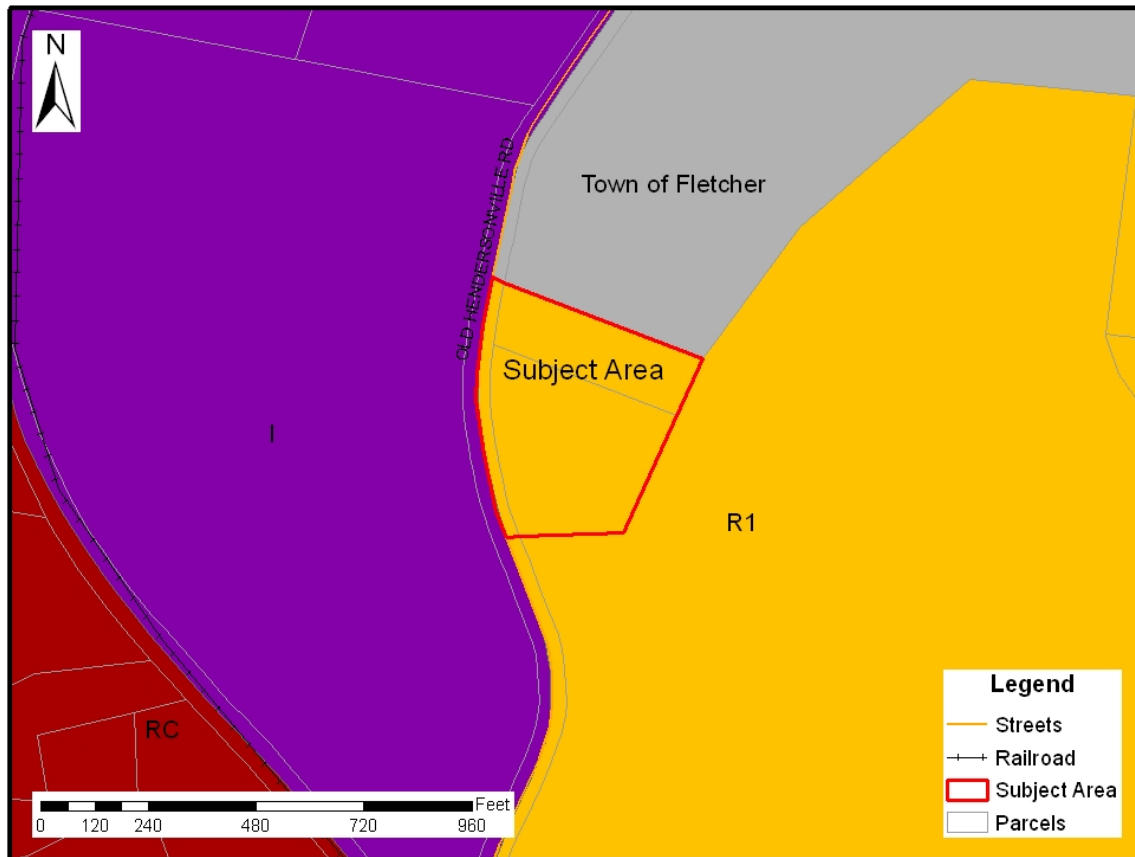 N
Town of Fletcher
OLD HENDERSONVILLE RD
Subject Area
I
R1
RC
Legend
Streets
Railroad
Subject Area
Parcels
Feet
0 120 240 480 720 960